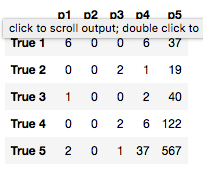 p1 p2 p3 p4 p5
click to scroll output; double click to
True 1 6 0 0 6 37
True 2 0 0 2 1 19
True 3 1 0 0 2 40
True 4 0 0 2 6 122
True 5 2 0 1 37 567